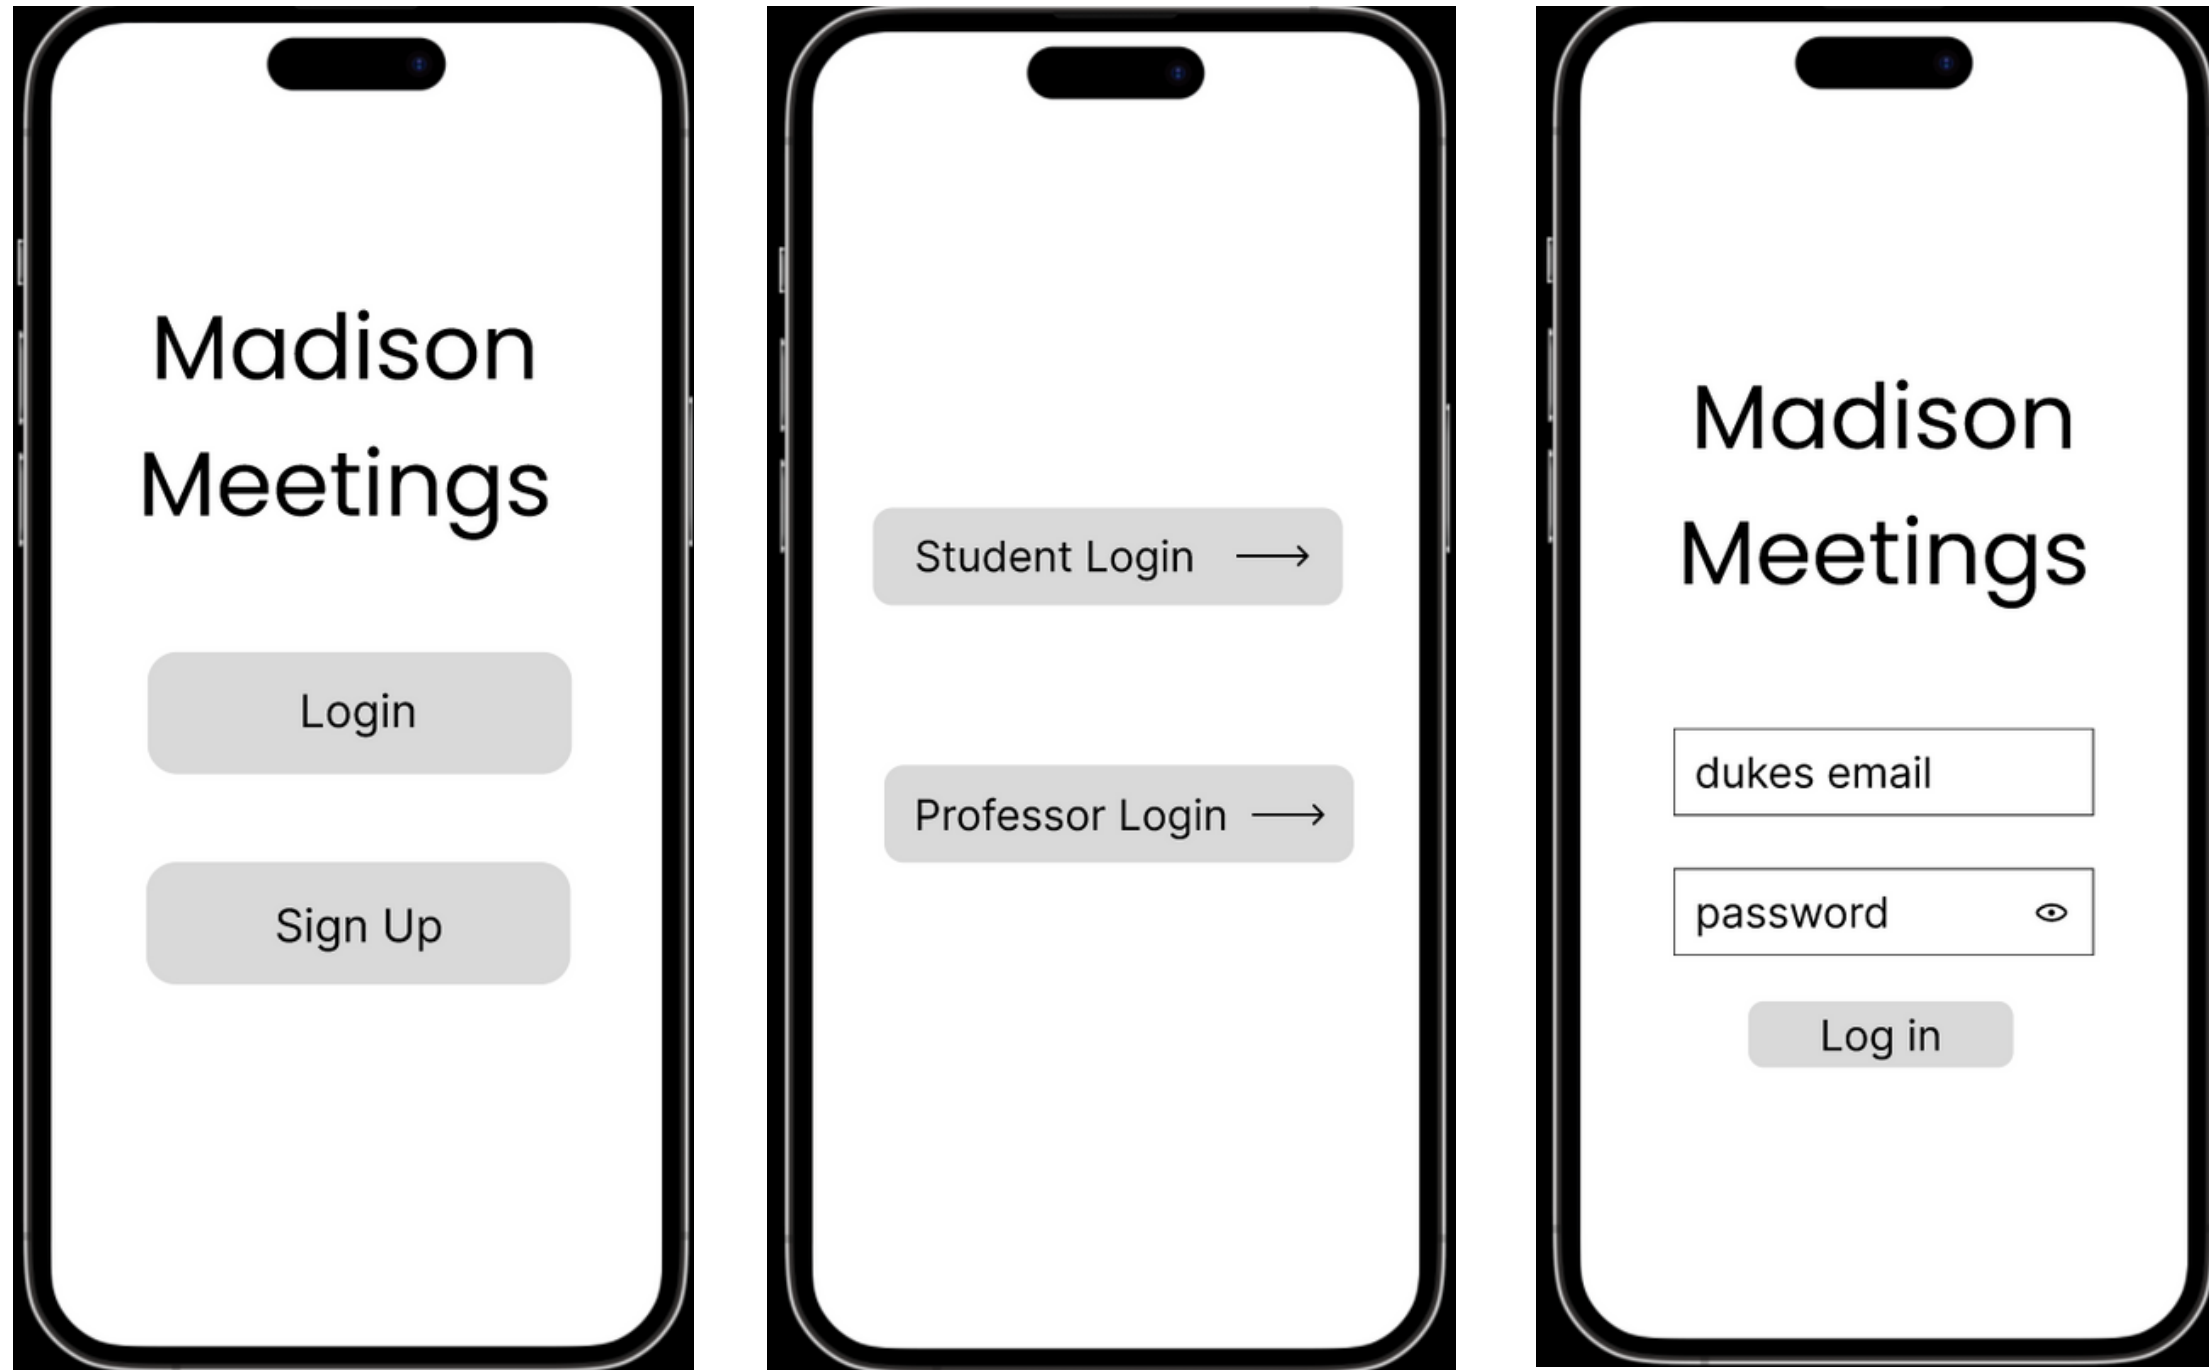 Madison
Meetings
Login
Sign Up
Student Login
Professor Login
Madison
Meetings
dukes email
password
Log in